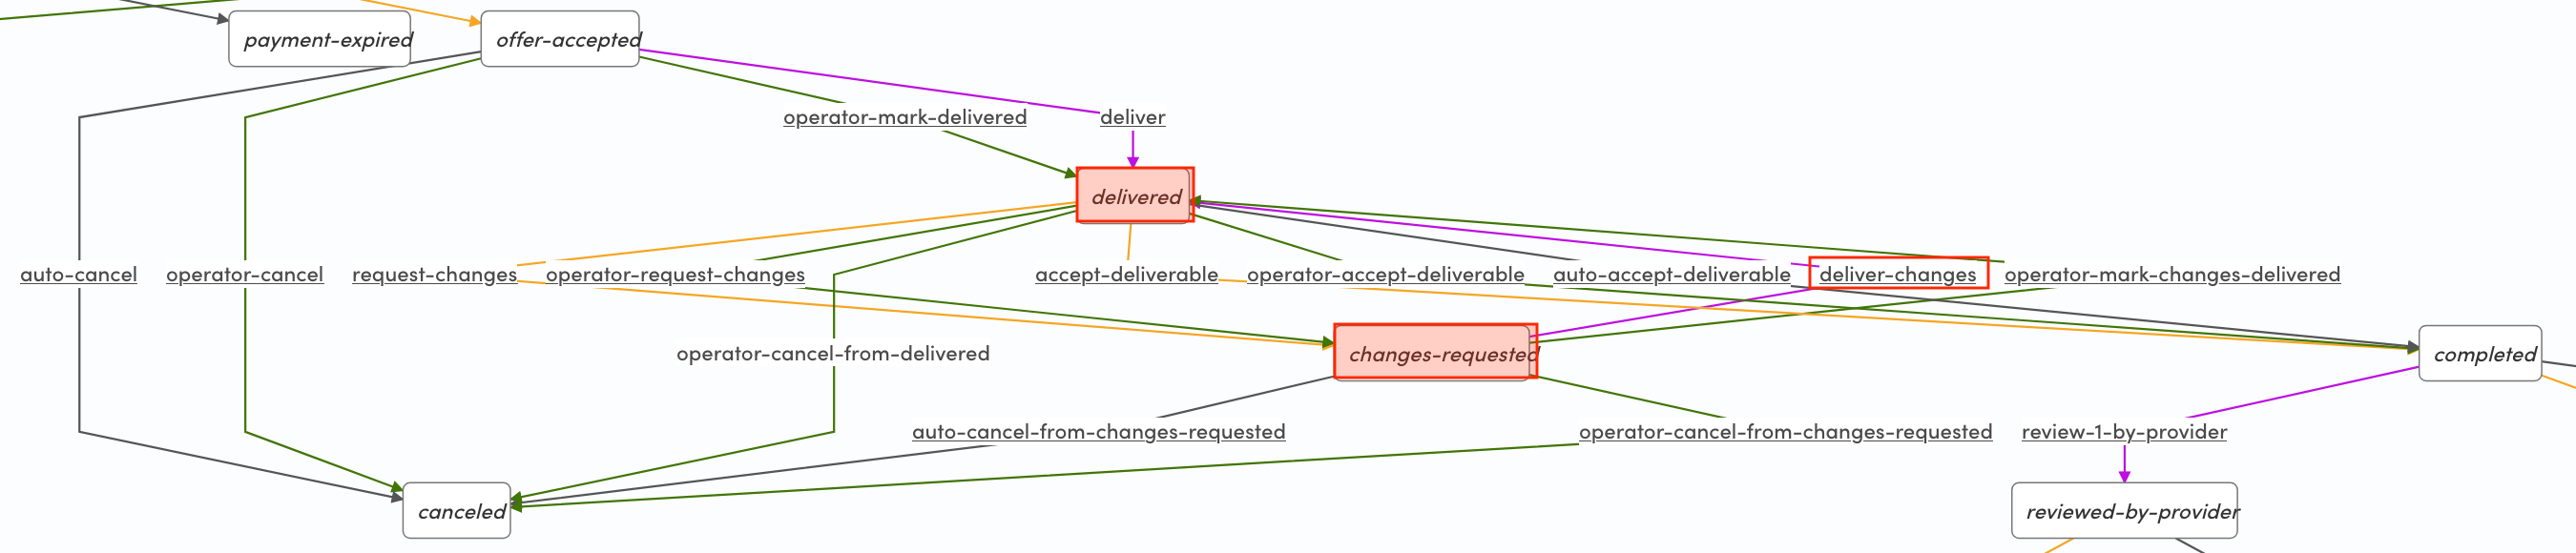 payment-expired
offer-accepted
operator-mark-delivered
deliver
delivered
auto-cancel
operator-cancel
request-changes
operator-request-changes
accept-deliverable
operator-accept-deliverable
auto-accept-deliverable
deliver-changes
operator-mark-changes-delivered
operator-cancel-from-delivered
changes-requested
completed
auto-cancel-from-changes-requested
operator-cancel-from-changes-requested
review-1-by-provider
canceled
reviewed-by-provider